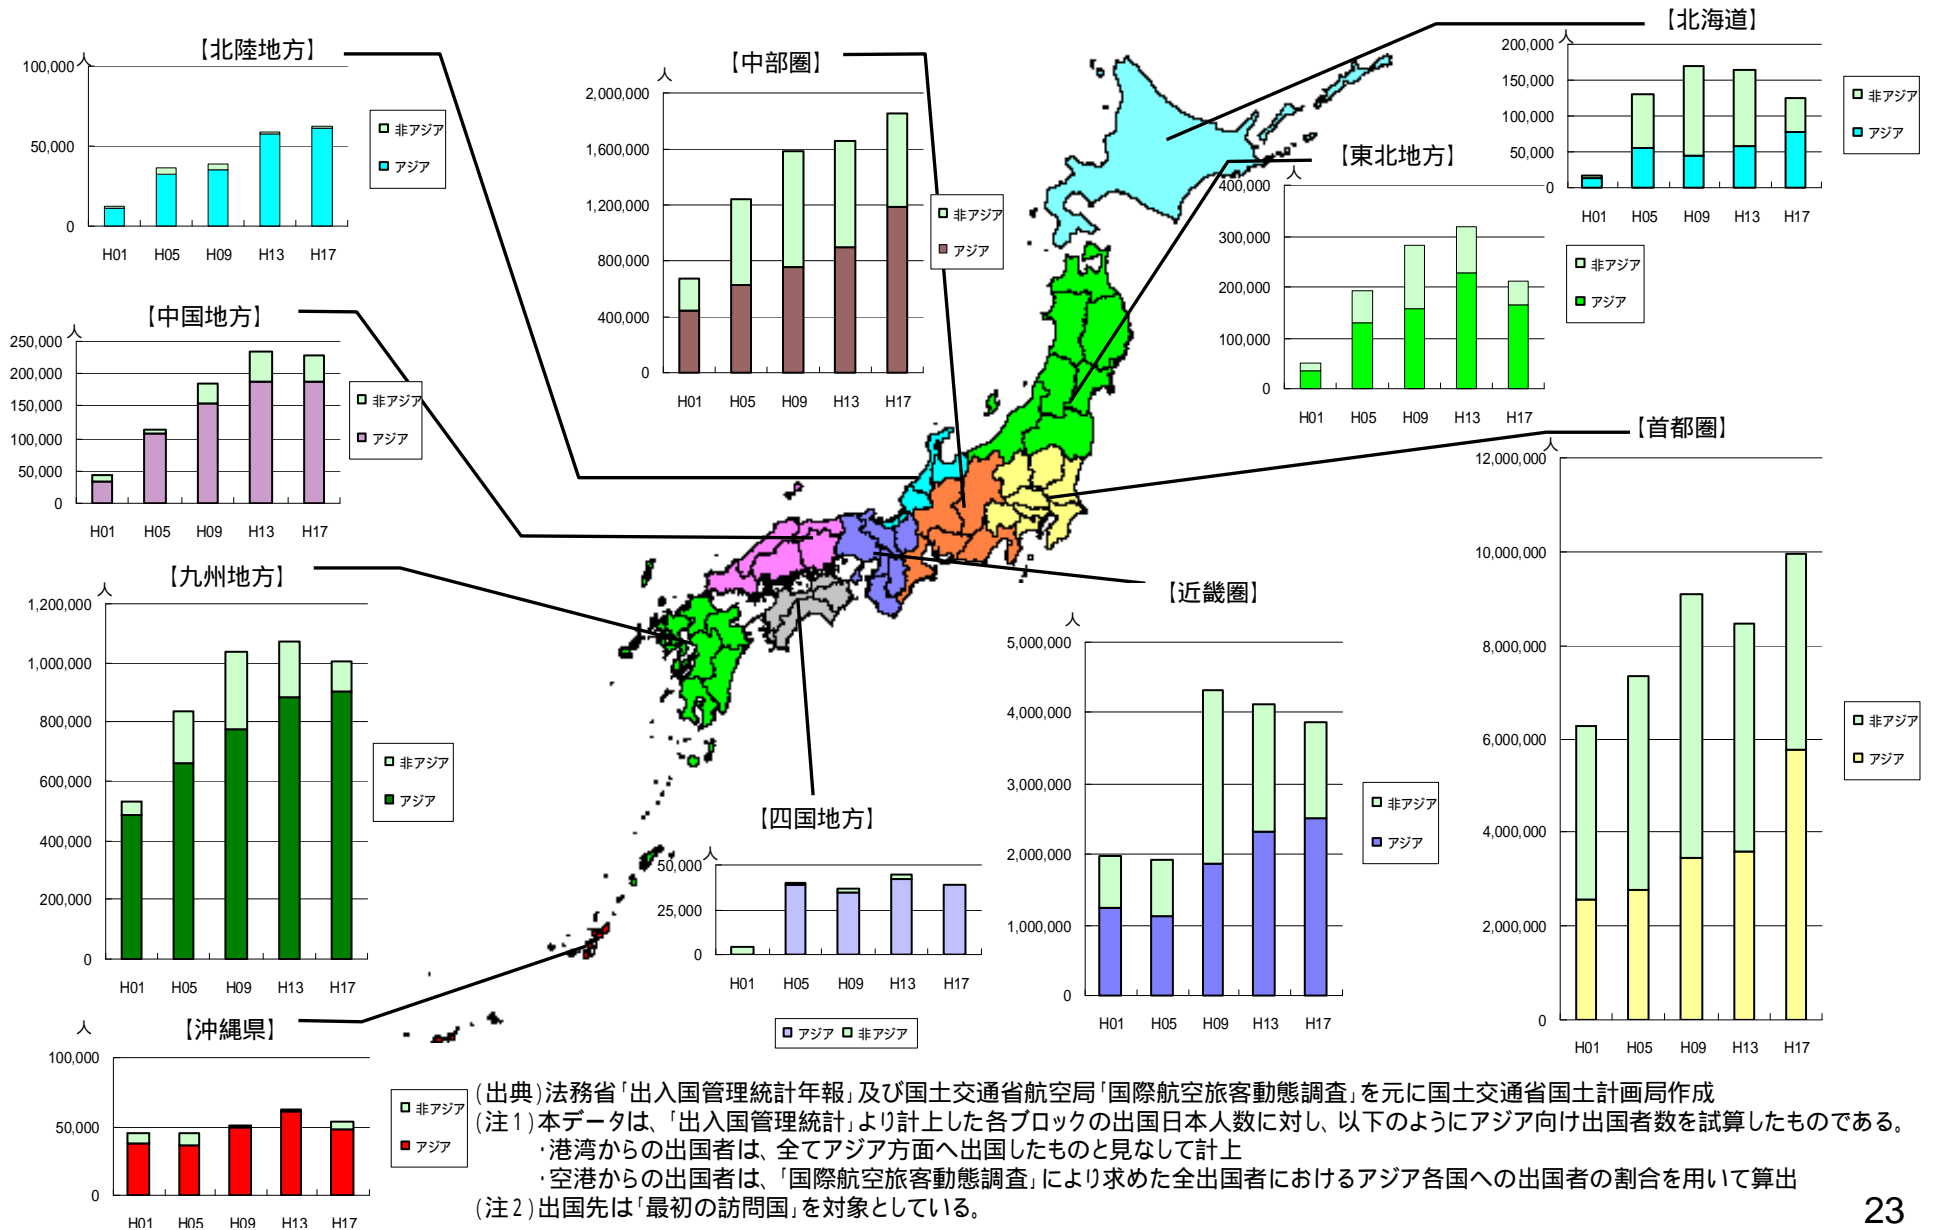 【北陸地方】
人
100,000
50,000
0
H01 H05 H09 H13 H17
非アジア
アジア
【中部圏】
人
2,000,000
1,600,000
1,200,000
800,000
400,000
0
H01 H05 H09 H13 H17
非アジア
アジア
【北海道】
人
200,000
150,000
100,000
50,000
0
H01 H05 H09 H13 H17
非アジア
アジア
【東北地方】
人
400,000
300,000
200,000
100,000
0
H01 H05 H09 H13 H17
非アジア
アジア
【中国地方】
人
250,000
200,000
150,000
100,000
50,000
0
H01 H05 H09 H13 H17
非アジア
アジア
【首都圏】
人
12,000,000
10,000,000
8,000,000
6,000,000
4,000,000
2,000,000
0
H01 H05 H09 H13 H17
非アジア
アジア
【九州地方】
人
1,200,000
1,000,000
800,000
600,000
400,000
200,000
0
H01 H05 H09 H13 H17
非アジア
アジア
【近畿圏】
人
5,000,000
4,000,000
3,000,000
2,000,000
1,000,000
0
H01 H05 H09 H13 H17
非アジア
アジア
【四国地方】
人
50,000
25,000
0
H01 H05 H09 H13 H17
アジア 非アジア
【沖縄県】
人
100,000
50,000
0
H01 H05 H09 H13 H17
非アジア
アジア
(出典)法務省「出入国管理統計年報」及び国土交通省航空局「国際航空旅客動態調査」を元に国土交通省国土計画局作成
(注1)本データは、「出入国管理統計」より計上した各ブロックの出国日本人数に対し、以下のようにアジア向け出国者数を試算したものである。
・港湾からの出国者は、全てアジア方面へ出国したものと見なして計上
・空港からの出国者は、「国際航空旅客動態調査」により求めた全出国者におけるアジア各国への出国者の割合を用いて算出
(注2)出国先は「最初の訪問国」を対象としている。
23